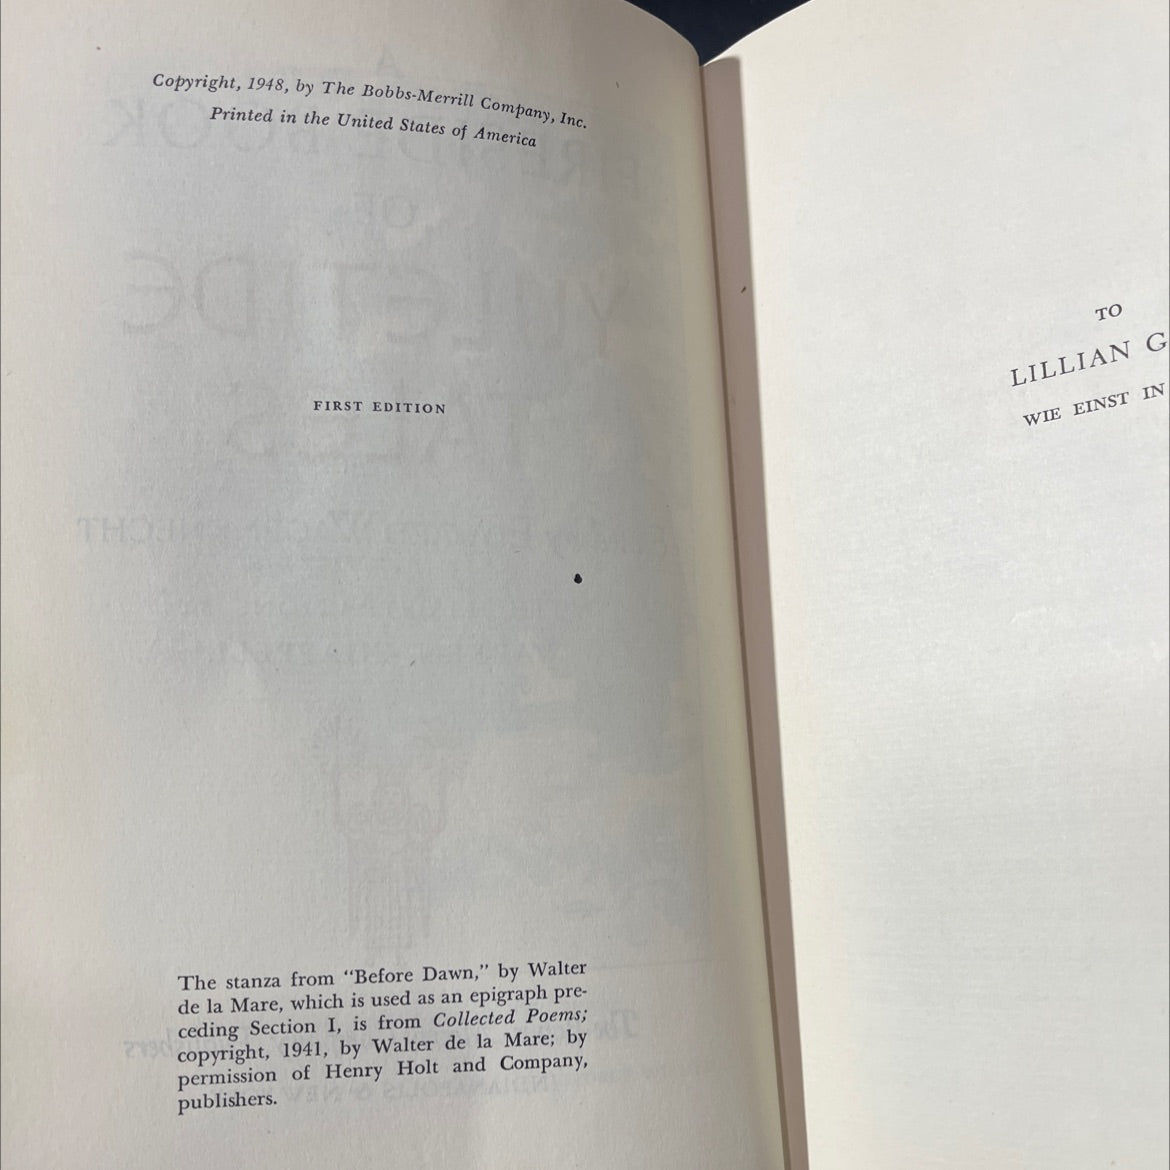 Copyright, 1948, by The Bobbs-Merrill Company, Inc.
Printed in the United States of America
FIRST EDITION
The stanza from "Before Dawn," by Walter
de la Mare, which is used as an epigraph pre-
ceding Section I, is from Collected Poems;
copyright, 1941, by Walter de la Mare; by
permission of Henry Holt and Company,
publishers.
TO
LILLIAN G
WIE EINST IN